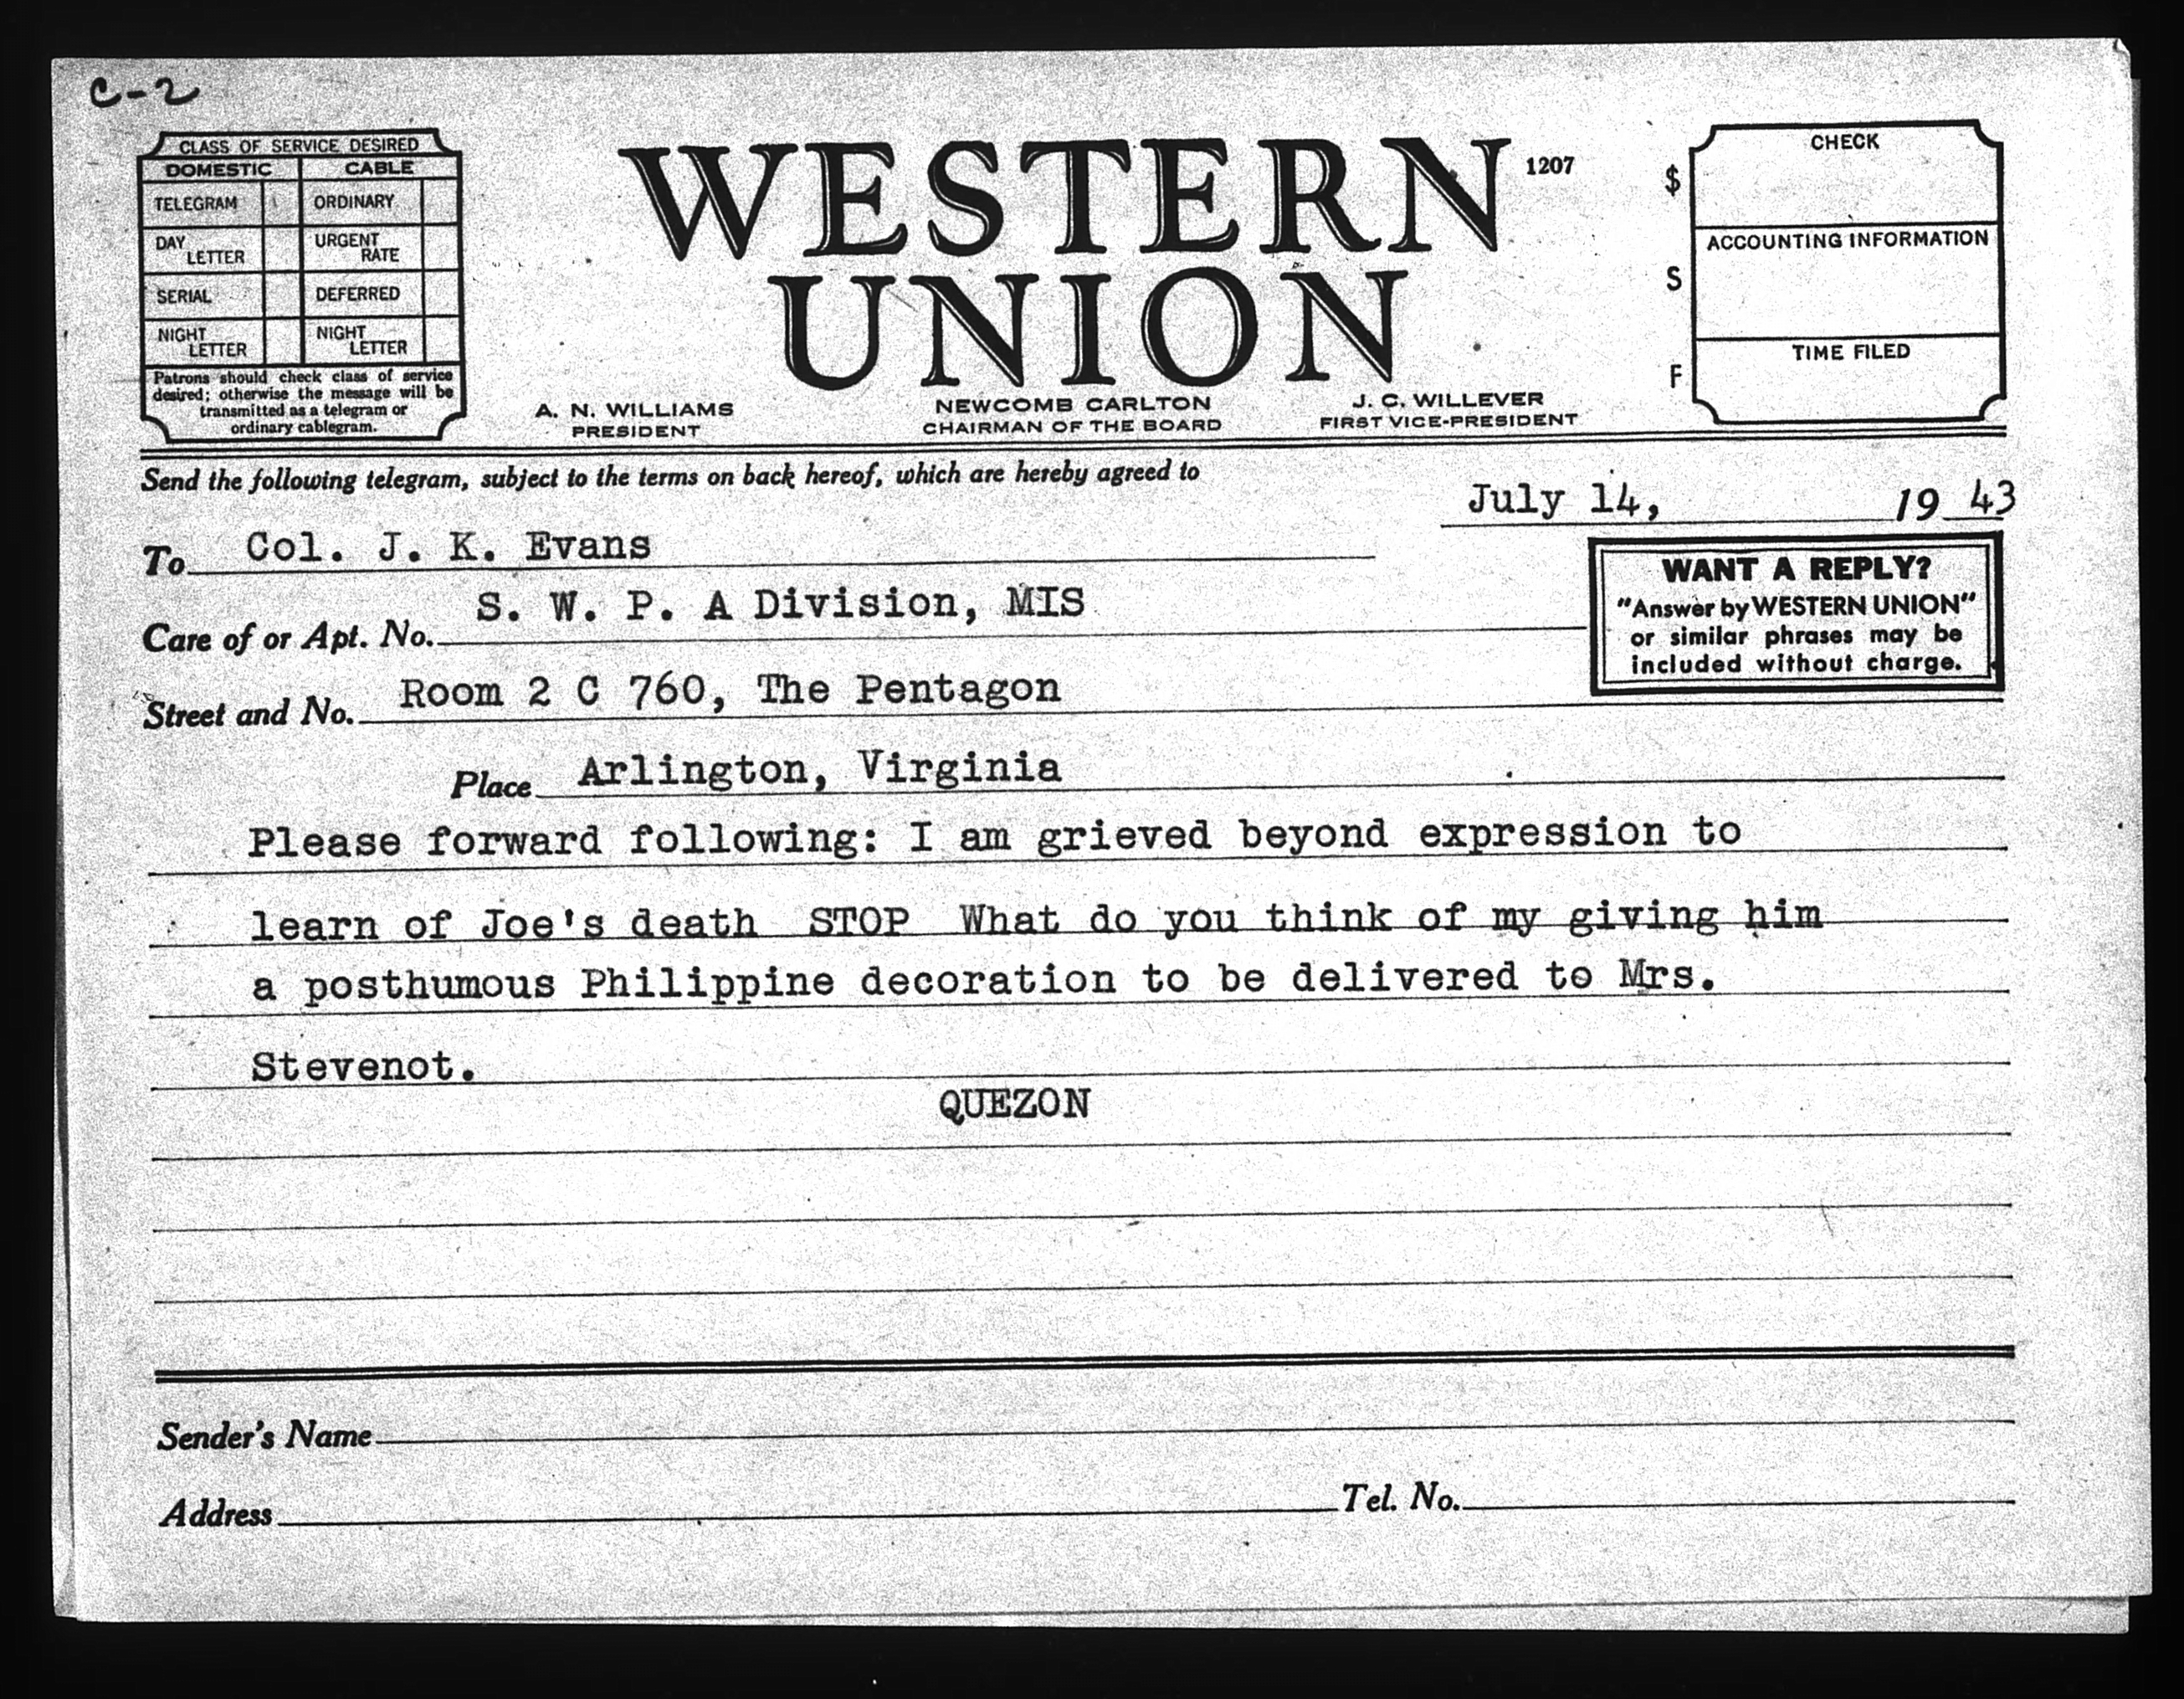 C-2
CLASS OF SERVICE DESIRED
DOMESTIC CABLE
TELEGRAM ORDINARY
DAY LETTER URGENT RATE
SERIAL DEFERRED
NIGHT LETTER NIGHT LETTER
Patrons should check class of service
desired; otherwise the message will be
transmitted as a telegram or
ordinary cablegram.
WESTERN
UNION
1207
A. N. WILLIAMS
PRESIDENT
NEWCOMB CARLTON
CHAIRMAN OF THE BOARD
J. C. WILLEVER
FIRST VICE-PRESIDENT
$
S
F
CHECK
ACCOUNTING INFORMATION
TIME FILED
Send the following telegram, subject to the terms on back hereof, which are hereby agreed to
July 14, 19 43
To Col. J. K. Evans
Care of or Apt. No. S. W. P. A Division, MIS
Street and No. Room 2 C 760, The Pentagon
Place Arlington, Virginia
WANT A REPLY?
"Answer by WESTERN UNION"
or similar phrases may be
included without charge.
Please forward following: I am grieved beyond expression to
learn of Joe's death STOP What do you think of my giving him
a posthumous Philippine decoration to be delivered to Mrs.
Stevenot.
QUEZON
Sender's Name
Address Tel. No.